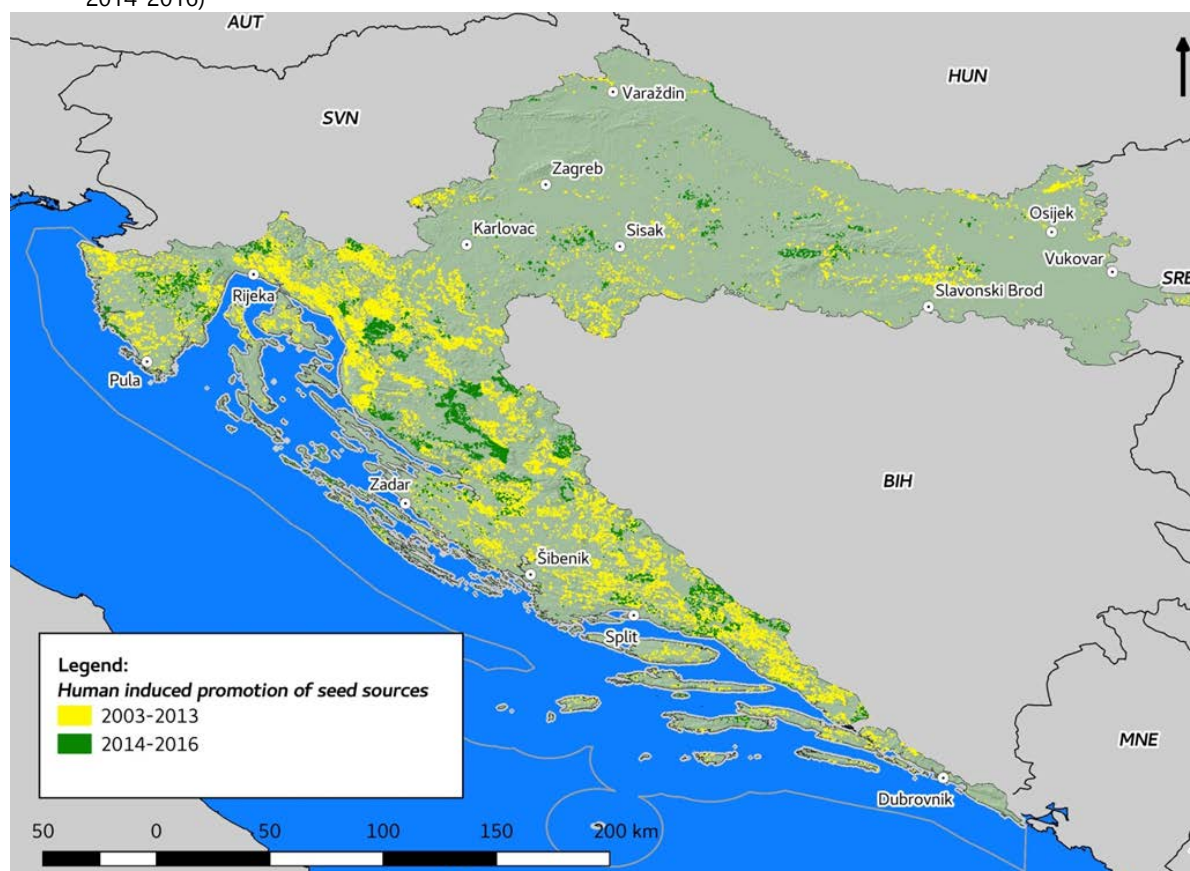 2014-2016)
AUT
HUN
SVN
Varaždin
Zagreb
Osijek
Karlovac
Sisak
Vukovar
SRB
Rijeka
Slavonski Brod
Pula
BIH
Zadar
Šibenik
Split
Legend:
Human induced promotion of seed sources
2003-2013
2014-2016
MNE
Dubrovnik
50 0 50 100 150 200 km